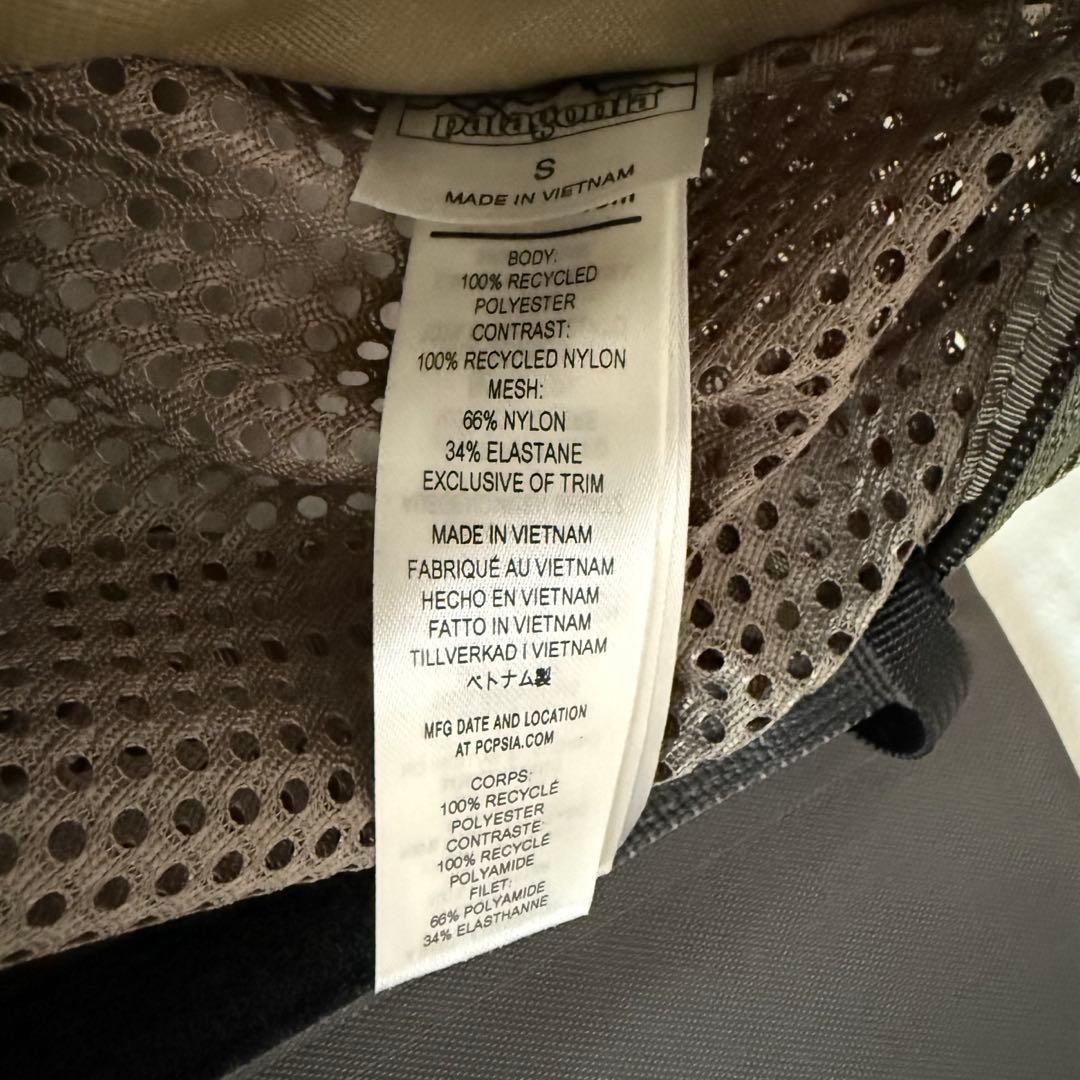 patagonia
S
MADE IN VIETNAM
BODY:
100% RECYCLED
POLYESTER
CONTRAST:
100% RECYCLED NYLON
MESH:
66% NYLON
34% ELASTANE
EXCLUSIVE OF TRIM
MADE IN VIETNAM
FABRIQUÉ AU VIETNAM
HECHO EN VIETNAM
FATTO IN VIETNAM
TILLVERKAD I VIETNAM
ベトナム製
MFG DATE AND LOCATION
AT PCPSIA.COM
CORPS:
100% RECYCLÉ
POLYESTER
CONTRASTE:
100% RECYCLÉ
POLYAMIDE
FILET:
66% POLYAMIDE
34% ELASTHANNE